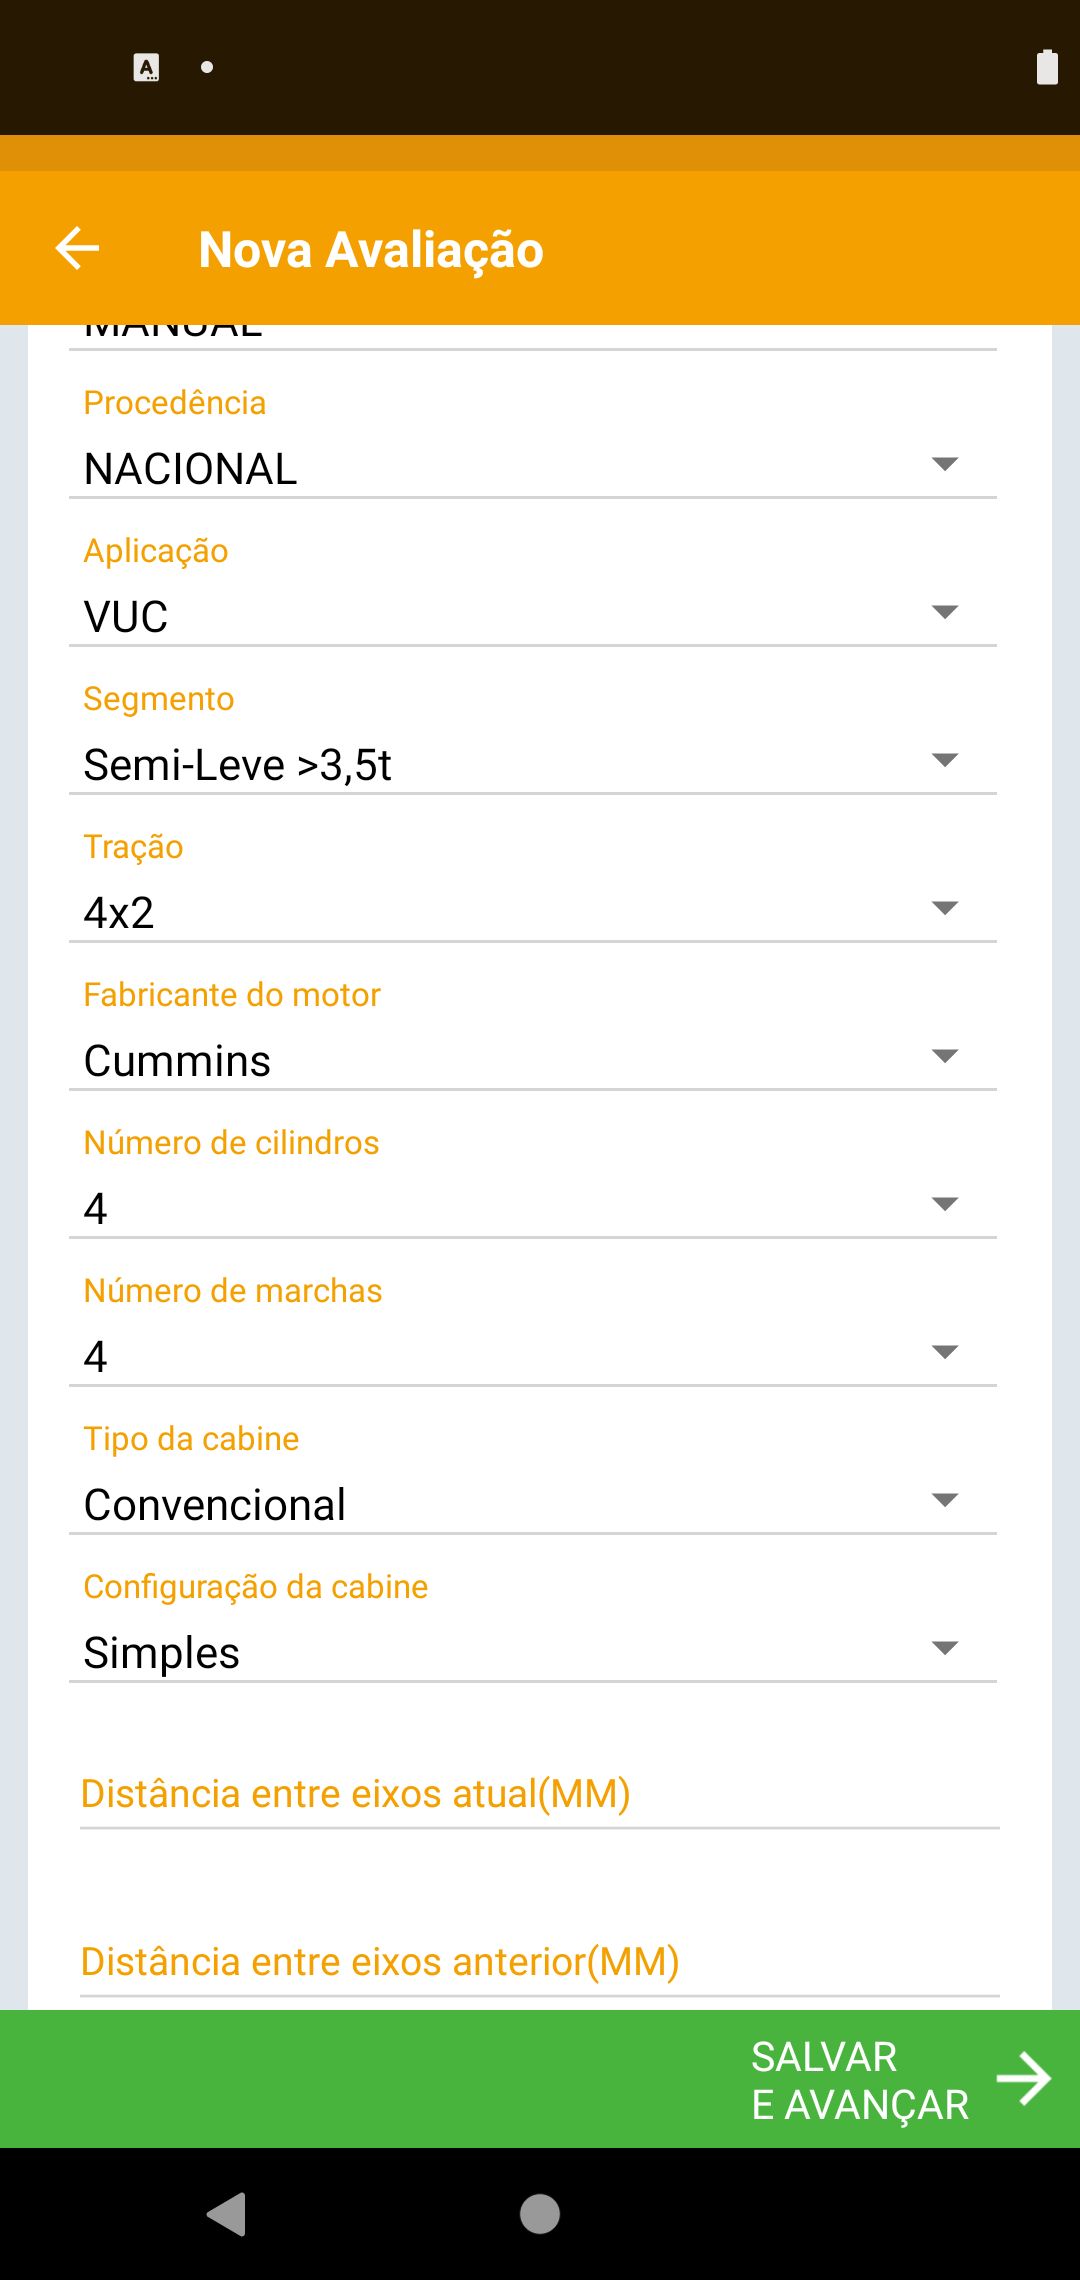 Nova Avaliação
MANUAL
Procedência
NACIONAL
Aplicação
VUC
Segmento
Semi-Leve >3,5t
Tração
4x2
Fabricante do motor
Cummins
Número de cilindros
4
Número de marchas
4
Tipo da cabine
Convencional
Configuração da cabine
Simples
Distância entre eixos atual(MM)
Distância entre eixos anterior(MM)
SALVAR
E AVANÇAR